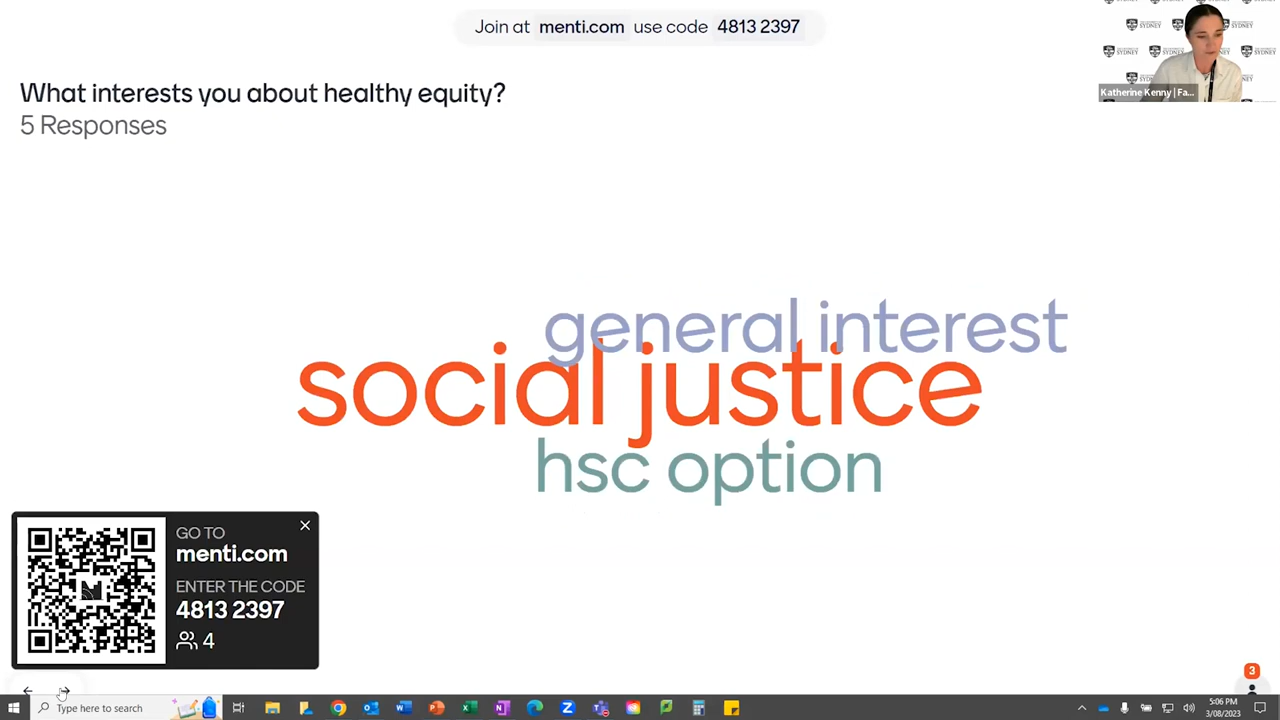 Join at menti.com use code 4813 2397
SYDNEY
Katherine Kenny | Fa...
What interests you about healthy equity?
5 Responses
general interest
social justice
hsc option
GO TO
menti.com
ENTER THE CODE
4813 2397
4
3
Type here to search
5:06 PM
3/08/2023